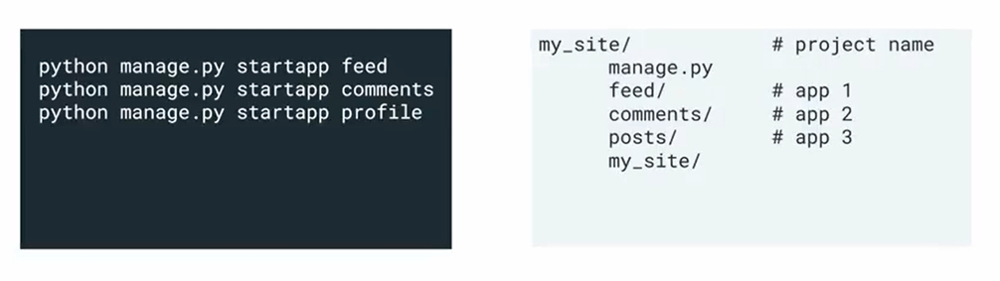 python manage.py startapp feed
python manage.py startapp comments
python manage.py startapp profile
my_site/ # project name
manage.py
feed/ # app 1
comments/ # app 2
posts/ # app 3
my_site/